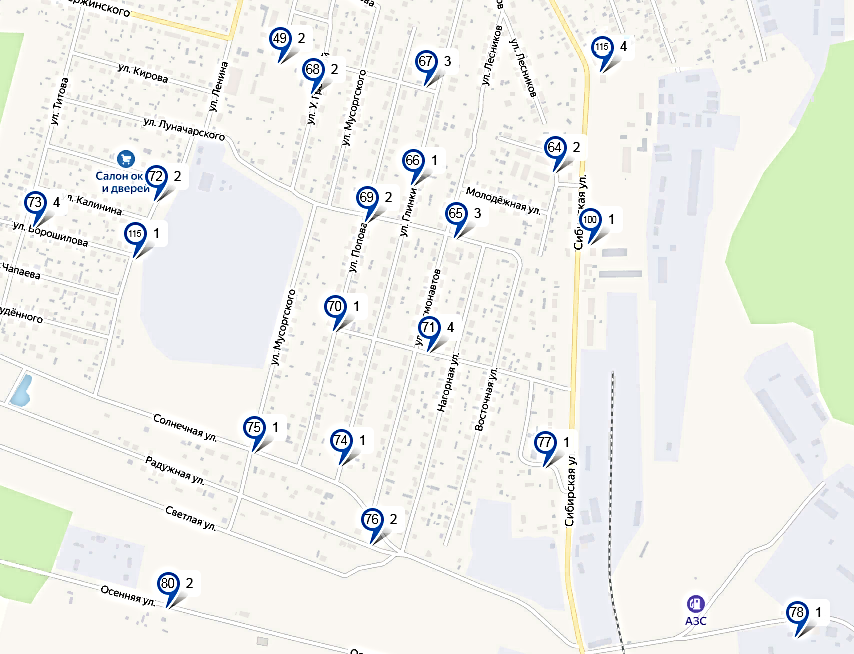 ржинского
49 2
115 4
67 3
68 2
ул. Кирова
ул. Ленина
ул. Лесников
ул. Лесников
ул. Титова
ул. Мусоргского
ул. Луначарского
64 2
66 1
Салон ок
и дверей
72 2
73 4
л. Калинина
69 2
Молодёжная ул.
65 3
100 1
ул. Ворошилова
115 1
ул. Глинки
ул. Попова
Чапаева
70 1
71 4
удённого
ул. Мусоргского
Нагорная ул.
Восточная ул.
Солнечная ул.
75 1
74 1
77 1
Радужная ул.
Сибирская ул
Светлая ул.
76 2
80 2
Осенняя ул.
АЗС
78 1